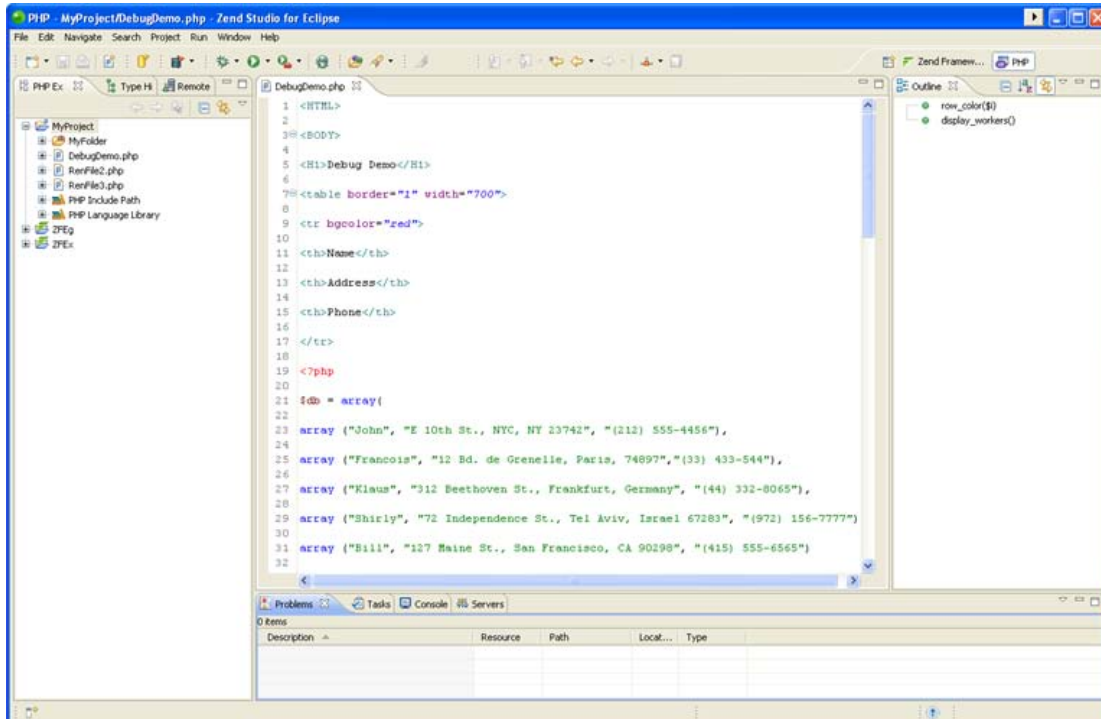 PHP - MyProject/DebugDemo.php - Zend Studio for Eclipse
File Edit Navigate Search Project Run Window Help
Zend Framew... PHP
PHP Ex Type Hi Remote
MyProject
MyFolder
DebugDemo.php
RenFile2.php
RenFile3.php
PHP Include Path
PHP Language Library
ZFEg
ZFEx
DebugDemo.php
1 <HTML>
2
3 <BODY>
4
5 <H1>Debug Demo</H1>
6
7 <table border="1" width="700">
8
9 <tr bgcolor="red">
10
11 <th>Name</th>
12
13 <th>Address</th>
14
15 <th>Phone</th>
16
17 </tr>
18
19 <?php
20
21 $db = array(
22
23 array ("John", "E 10th St., NYC, NY 23742", "(212) 555-4456"),
24
25 array ("Francois", "12 Bd. de Grenelle, Paris, 74897","(33) 433-544"),
26
27 array ("Klaus", "312 Beethoven St., Frankfurt, Germany", "(44) 332-8065"),
28
29 array ("Shirly", "72 Independence St., Tel Aviv, Israel 67283", "(972) 156-7777")
30
31 array ("Bill", "127 Maine St., San Francisco, CA 90298", "(415) 555-6565")
32
Outline
row_color($i)
display_workers()
Problems Tasks Console Servers
0 items
Description Resource Path Locat... Type